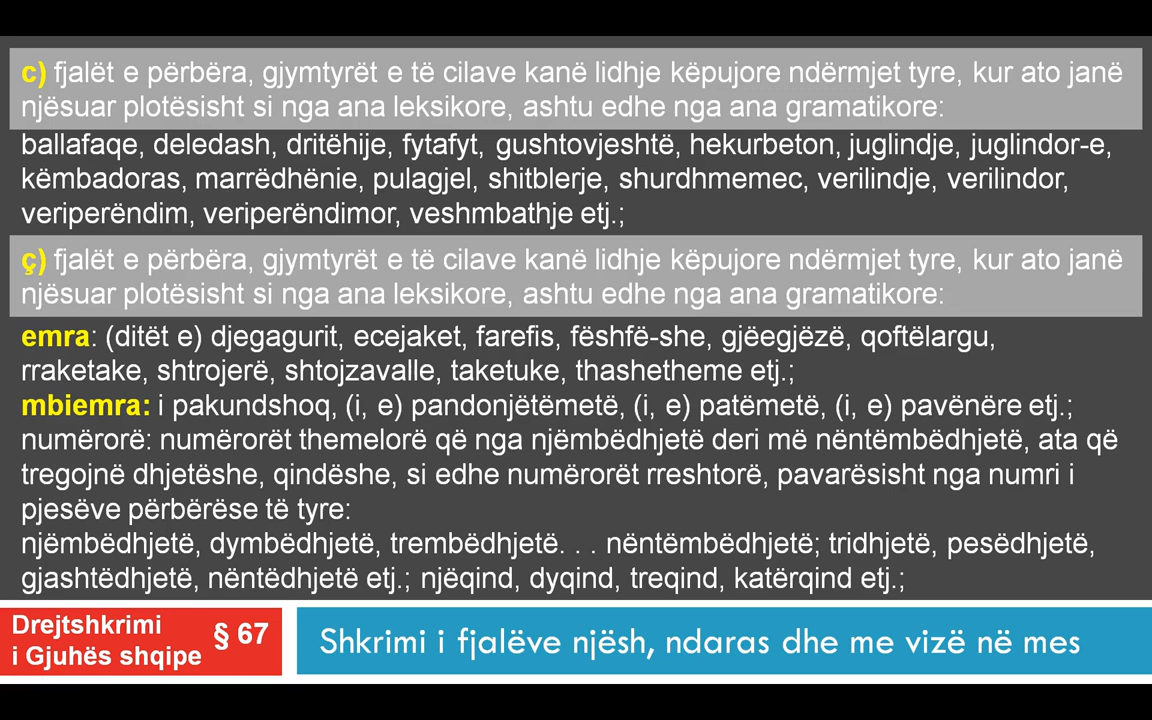 c) fjalët e përbëra, gjymtyrët e të cilave kanë lidhje këpujore ndërmjet tyre, kur ato janë
njësuar plotësisht si nga ana leksikore, ashtu edhe nga ana gramatikore:
ballafaqe, deledash, dritëhije, fytafyt, gushtovjeshtë, hekurbeton, juglindje, juglindor-e,
këmbadoras, marrëdhënie, pulagjel, shitblerje, shurdhmemec, verilindje, verilindor,
veriperëndim, veriperëndimor, veshmbathje etj.;
ç) fjalët e përbëra, gjymtyrët e të cilave kanë lidhje këpujore ndërmjet tyre, kur ato janë
njësuar plotësisht si nga ana leksikore, ashtu edhe nga ana gramatikore:
emra: (ditët e) djegagurit, ecejaket, farefis, fëshfë-she, gjëegjëzë, qoftëlargu,
rraketake, shtrojerë, shtojzavalle, taketuke, thashetheme etj.;
mbiemra: i pakundshoq, (i, e) pandonjëtëmetë, (i, e) patëmetë, (i, e) pavënëre etj.;
numërorë: numërorët themelorë që nga njëmbëdhjetë deri më nëntëmbëdhjetë, ata që
tregojnë dhjetëshe, qindëshe, si edhe numërorët rreshtorë, pavarësisht nga numri i
pjesëve përbërëse të tyre:
njëmbëdhjetë, dymbëdhjetë, trembëdhjetë. . . nëntëmbëdhjetë; tridhjetë, pesëdhjetë,
gjashtëdhjetë, nëntëdhjetë etj.; njëqind, dyqind, treqind, katërqind etj.;
Drejtshkrimi
i Gjuhës shqipe
§ 67
Shkrimi i fjalëve njësh, ndaras dhe me vizë në mes